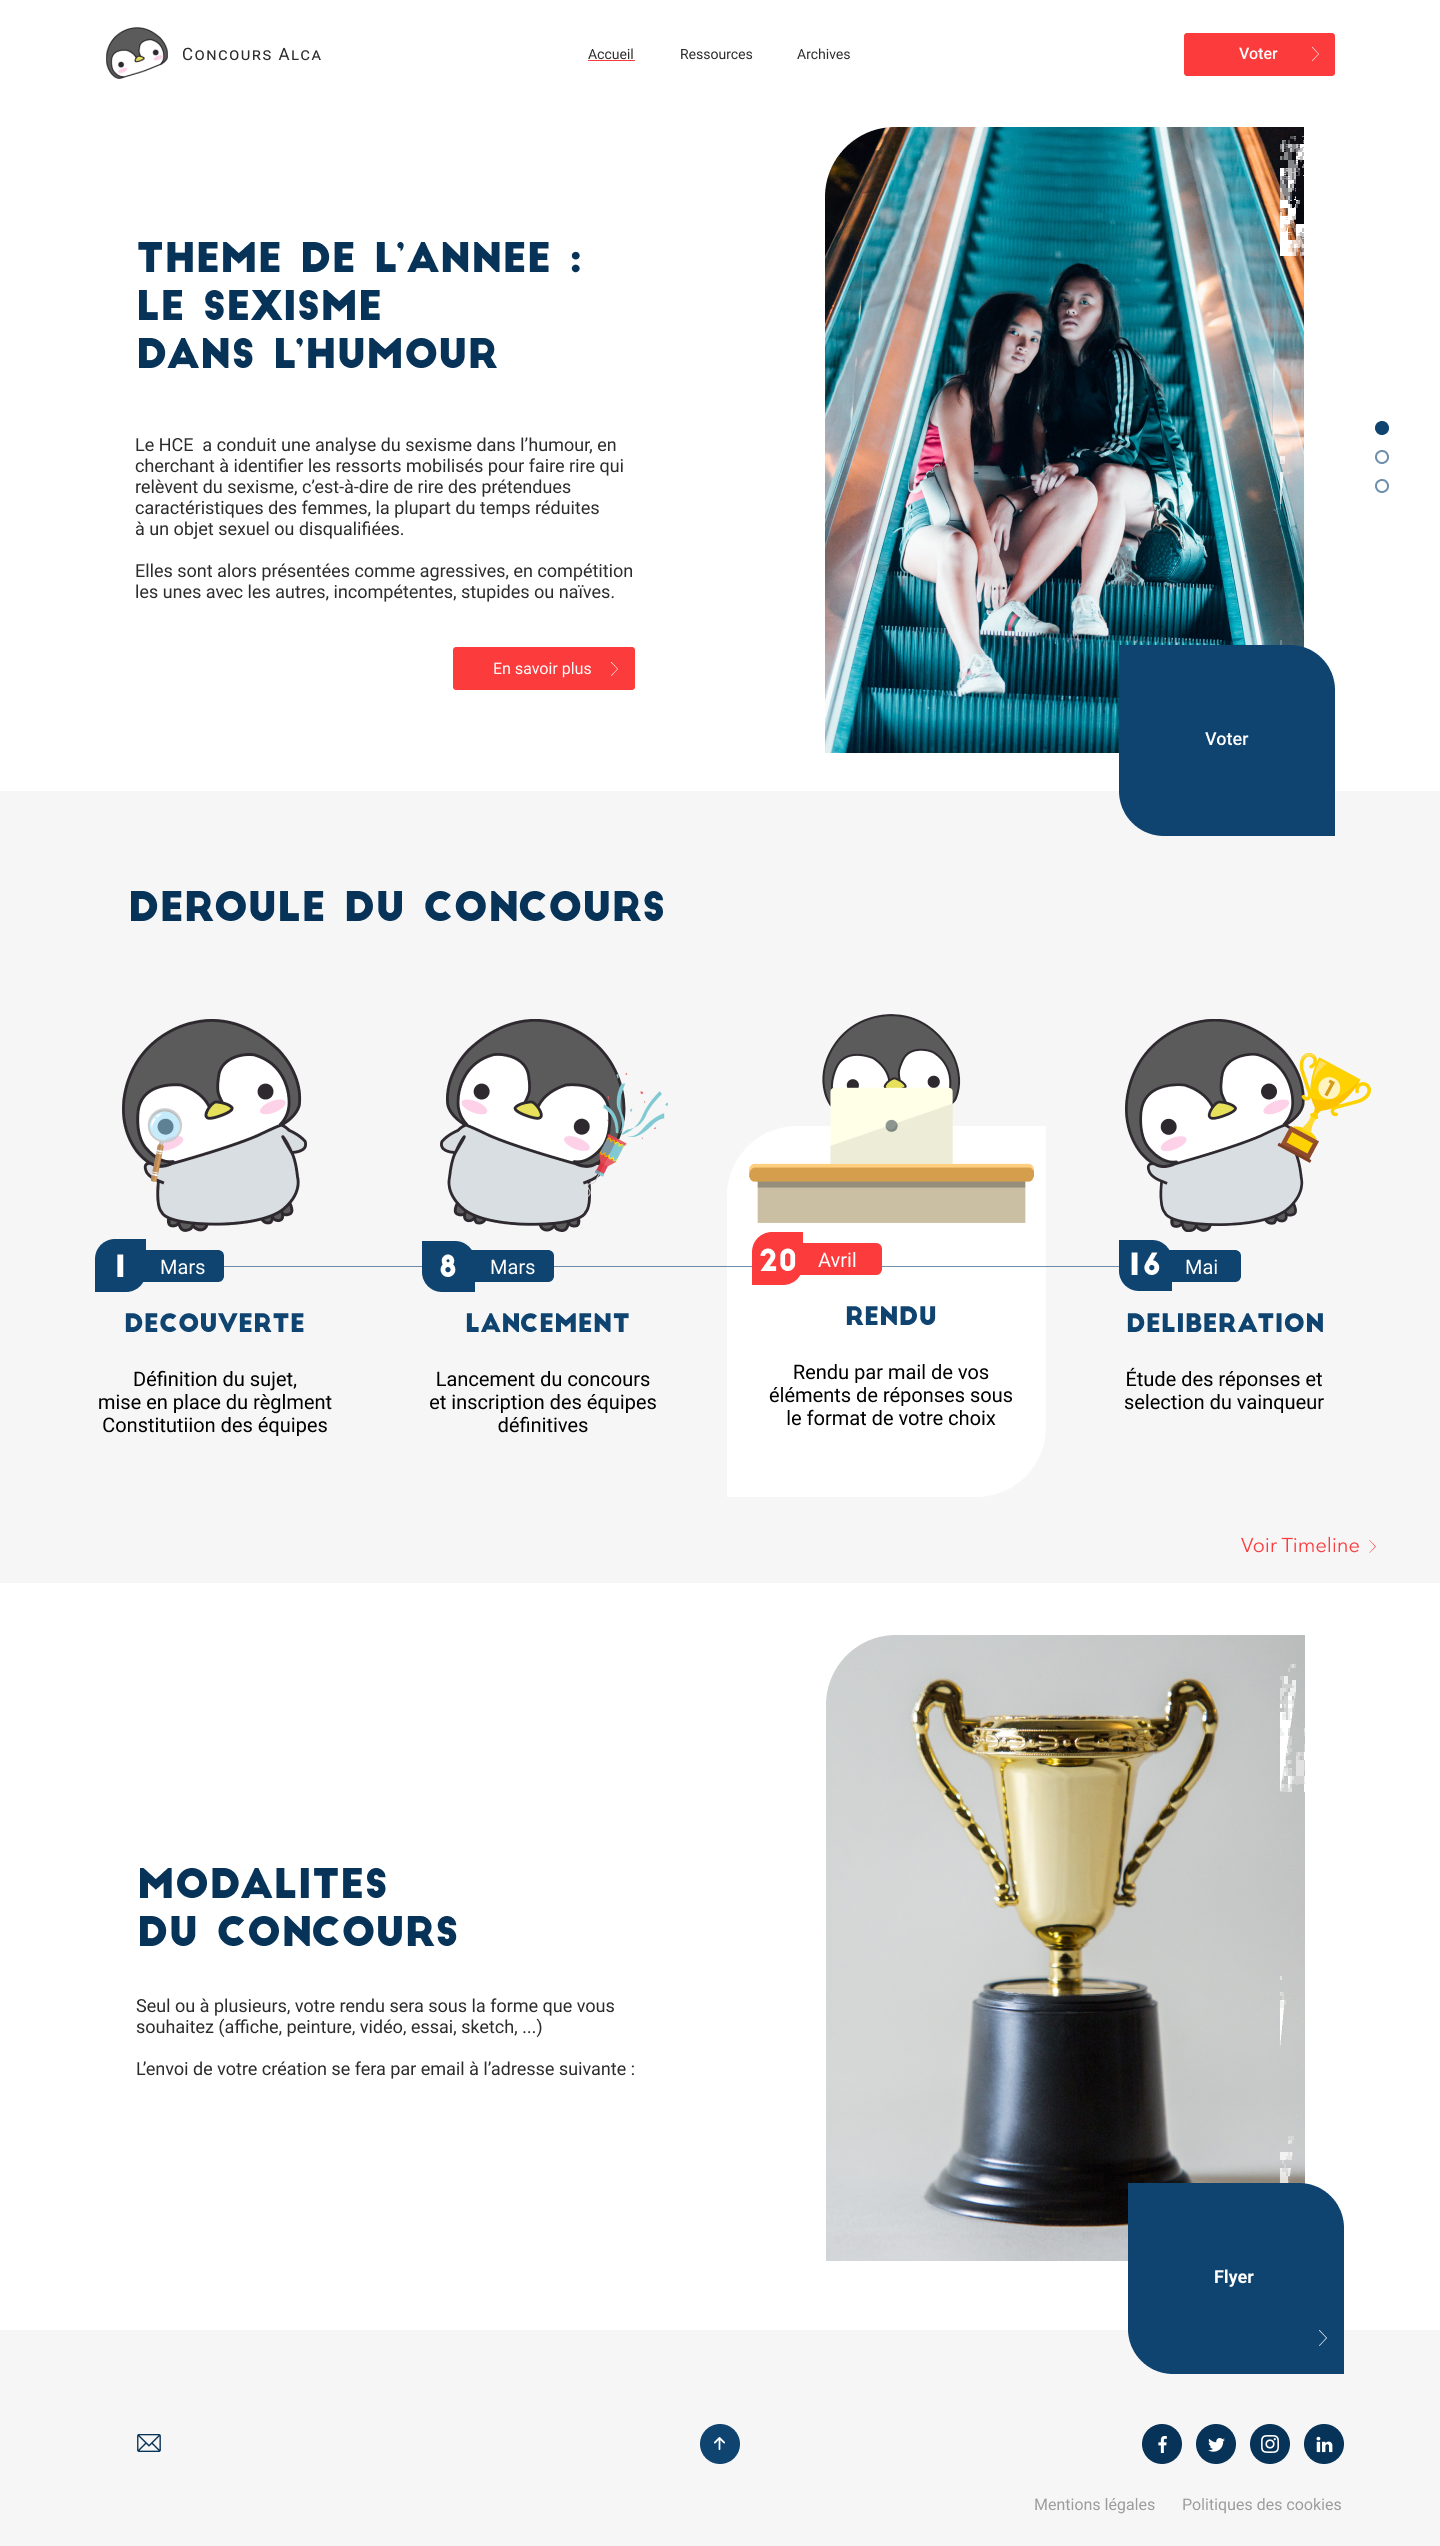 Concours Alca
Accueil
Ressources
Archives
Voter
THEME DE L'ANNEE :
LE SEXISME
DANS L'HUMOUR
Le HCE  a conduit une analyse du sexisme dans l'humour, en
cherchant à identifier les ressorts mobilisés pour faire rire qui
relèvent du sexisme, c'est-à-dire de rire des prétendues
caractéristiques des femmes, la plupart du temps réduites
à un objet sexuel ou disqualifiées.
Elles sont alors présentées comme agressives, en compétition
les unes avec les autres, incompétentes, stupides ou naïves.
En savoir plus
Voter
DEROULE DU CONCOURS
1 Mars
DECOUVERTE
Définition du sujet,
mise en place du règlment
Constitutiion des équipes
8 Mars
LANCEMENT
Lancement du concours
et inscription des équipes
définitives
20 Avril
RENDU
Rendu par mail de vos
éléments de réponses sous
le format de votre choix
1
16 Mai
DELIBERATION
Étude des réponses et
selection du vainqueur
Voir Timeline
MODALITES
DU CONCOURS
Seul ou à plusieurs, votre rendu sera sous la forme que vous
souhaitez (affiche, peinture, vidéo, essai, sketch, ...)
L'envoi de votre création se fera par email à l'adresse suivante :
Flyer
Mentions légales
Politiques des cookies